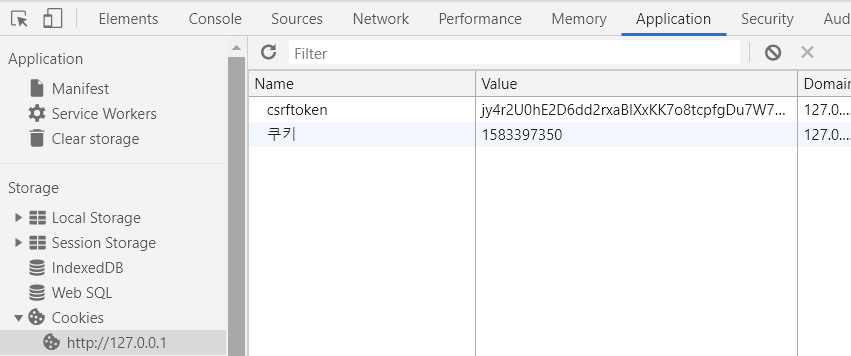 Elements Console Sources Network Performance Memory Application Security Aud
Application
Manifest
Service Workers
Clear storage
Storage
Local Storage
Session Storage
IndexedDB
Web SQL
Cookies
http://127.0.0.1
Filter
Name Value Domain
csrftoken jy4r2U0hE2D6dd2rxaBlXxKK7o8tcpfgDu7W7... 127.0....
쿠키 1583397350 127.0....